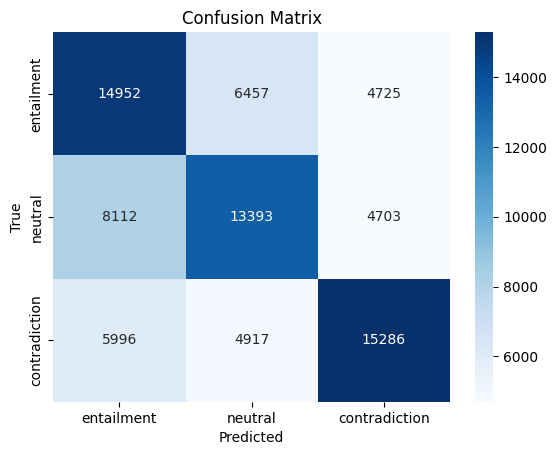 Confusion Matrix
True
entailment
14952 6457 4725
neutral
8112 13393 4703
contradiction
5996 4917 15286
entailment neutral contradiction
Predicted
14000
12000
10000
8000
6000